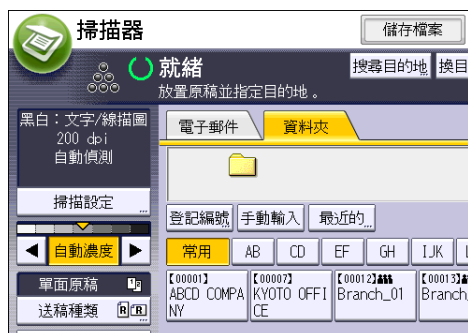 掃描器
儲存檔案
就緒
搜尋目的地
換目
放置原稿並指定目的地。
黑白：文字/線描圖
200 dpi
自動偵測
掃描設定
自動濃度
單面原稿
送稿種類
電子郵件
資料夾
登記編號
手動輸入
最近的
常用
AB
CD
EF
GH
IJK
【00001】
ABCD COMPA
NY
【00007】
KYOTO OFFI
CE
【00012】
Branch_01
【00013】
Branch